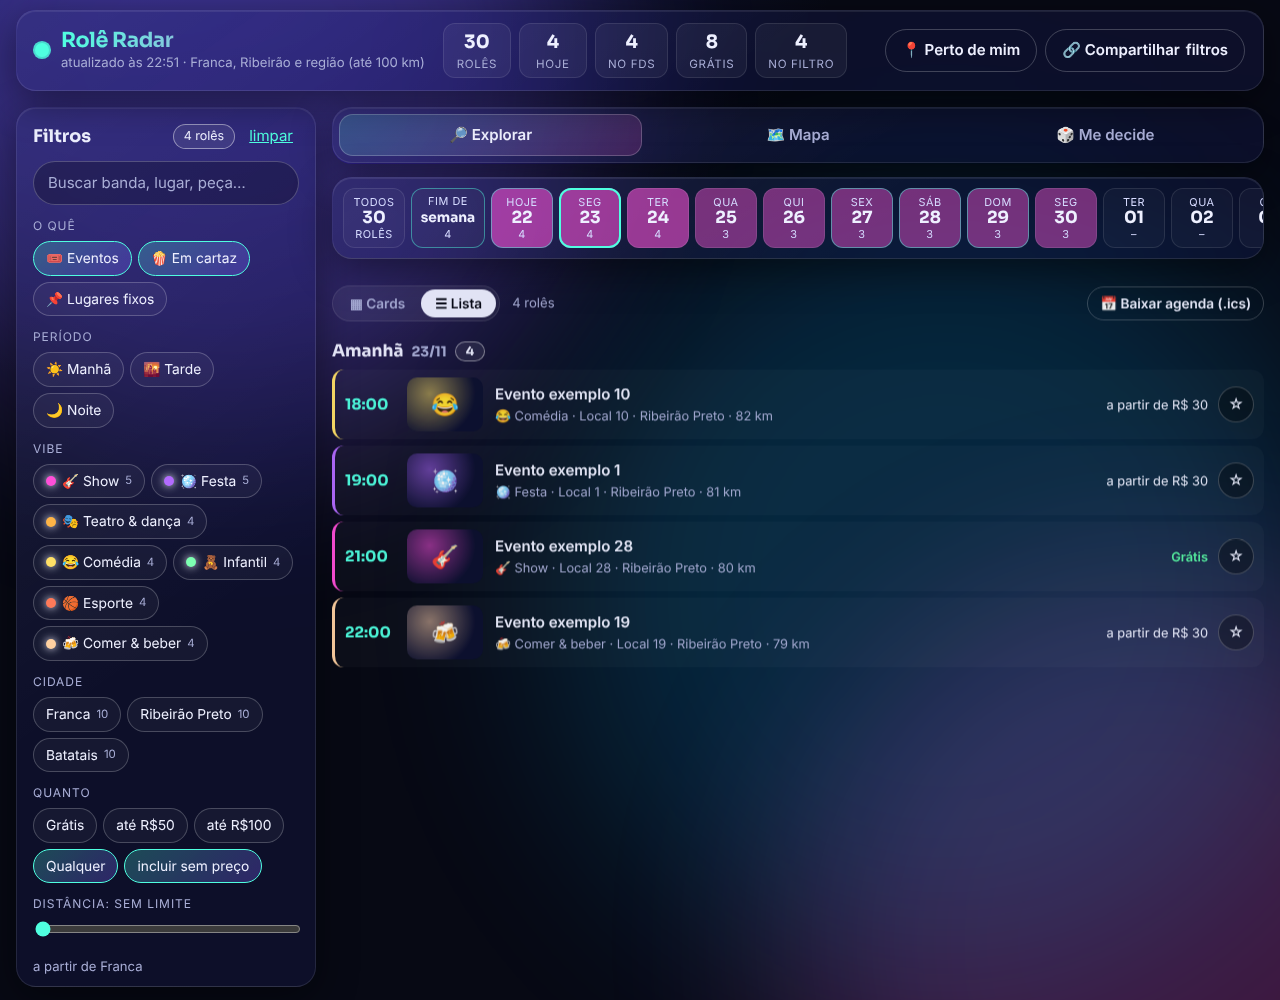 Rolê Radar
atualizado às 22:51 · Franca, Ribeirão e região (até 100 km)
30
ROLÊS
4
HOJE
4
NO FDS
8
GRÁTIS
4
NO FILTRO
📍 Perto de mim
🔗 Compartilhar filtros
Filtros
4 rolês
limpar
Buscar banda, lugar, peça...
O QUÊ
🎟️ Eventos
🍿 Em cartaz
📌 Lugares fixos
PERÍODO
☀️ Manhã
🌇 Tarde
🌙 Noite
VIBE
🎸 Show 5
🪩 Festa 5
🎭 Teatro & dança 4
😂 Comédia 4
🧸 Infantil 4
🏀 Esporte 4
🍻 Comer & beber 4
CIDADE
Franca 10
Ribeirão Preto 10
Batatais 10
QUANTO
Grátis
até R$50
até R$100
Qualquer
incluir sem preço
DISTÂNCIA: SEM LIMITE
a partir de Franca
🔎 Explorar
🗺️ Mapa
🎲 Me decide
TODOS
30
ROLÊS
FIM DE
semana
4
HOJE
22
4
SEG
23
4
TER
24
4
QUA
25
3
QUI
26
3
SEX
27
3
SÁB
28
3
DOM
29
3
SEG
30
3
TER
01
–
QUA
02
–
▦ Cards
☰ Lista
4 rolês
📅 Baixar agenda (.ics)
Amanhã 23/11 4
18:00
Evento exemplo 10
😂 Comédia · Local 10 · Ribeirão Preto · 82 km
a partir de R$ 30
☆
19:00
Evento exemplo 1
🪩 Festa · Local 1 · Ribeirão Preto · 81 km
a partir de R$ 30
☆
21:00
Evento exemplo 28
🎸 Show · Local 28 · Ribeirão Preto · 80 km
Grátis
☆
22:00
Evento exemplo 19
🍻 Comer & beber · Local 19 · Ribeirão Preto · 79 km
a partir de R$ 30
☆